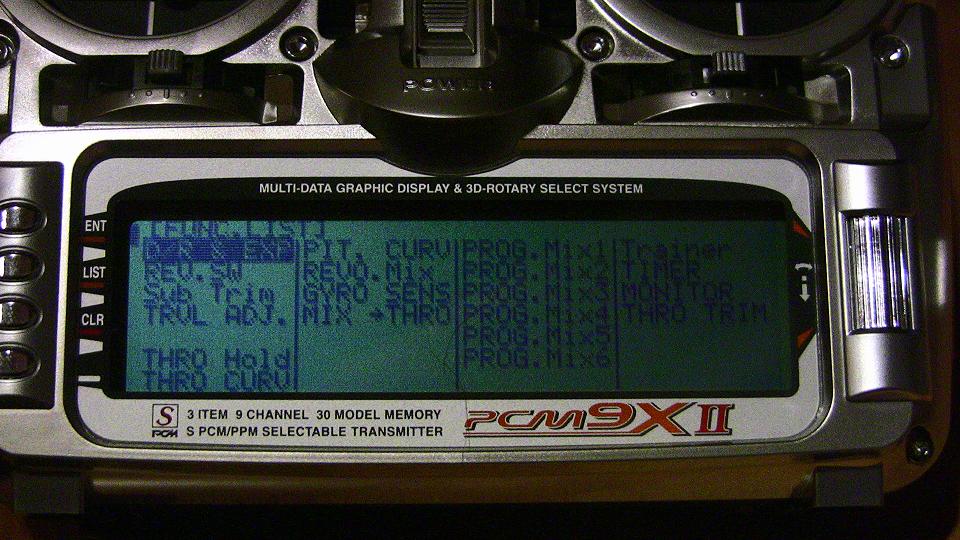 POWER
MULTI-DATA GRAPHIC DISPLAY & 3D-ROTARY SELECT SYSTEM
ENT
LIST
CLR
[FUNC.LIST]
PIT. CURV PROG.Mix1 Trainer
REV.SW REVO.Mix PROG.Mix2 TIMER
Sub Trim GYRO SENS PROG.Mix3 MONITOR
TRVL ADJ. MIX →THRO PROG.Mix4 THRO TRIM
PROG.Mix5
THRO Hold PROG.Mix6
THRO CURV
S PCM
3 ITEM 9 CHANNEL 30 MODEL MEMORY
S PCM/PPM SELECTABLE TRANSMITTER
PCM9X II